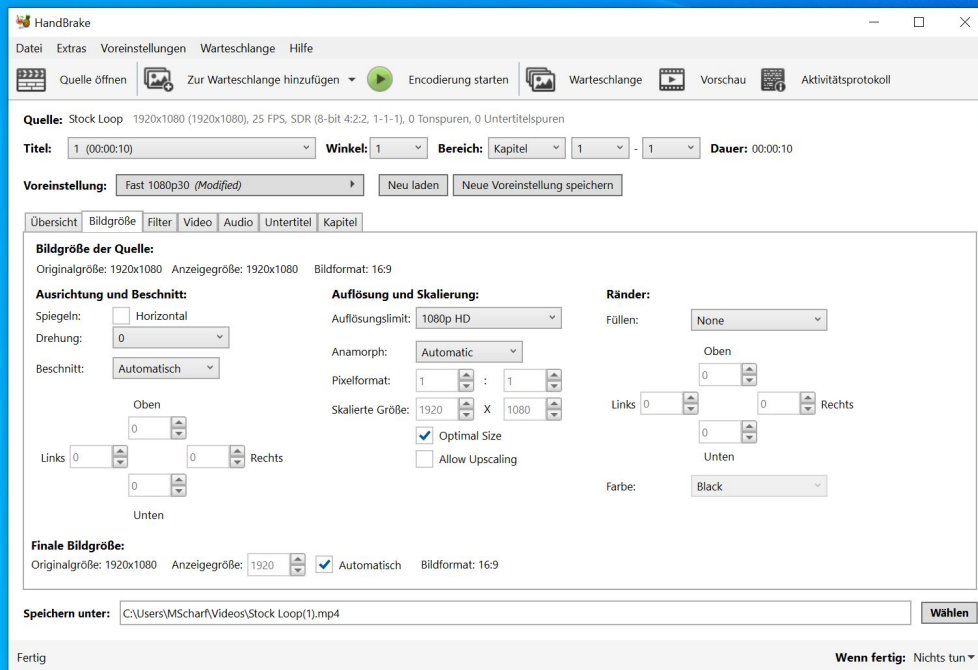 HandBrake
Datei Extras Voreinstellungen Warteschlange Hilfe
Quelle öffnen Zur Warteschlange hinzufügen Encodierung starten Warteschlange Vorschau Aktivitätsprotokoll
Quelle: Stock Loop 1920x1080 (1920x1080), 25 FPS, SDR (8-bit 4:2:2, 1-1-1), 0 Tonspuren, 0 Untertitelspuren
Titel: 1 (00:00:10) Winkel: 1 Bereich: Kapitel 1 - 1 Dauer: 00:00:10
Voreinstellung: Fast 1080p30 (Modified) Neu laden Neue Voreinstellung speichern
Übersicht Bildgröße Filter Video Audio Untertitel Kapitel
Bildgröße der Quelle:
Originalgröße: 1920x1080 Anzeigegröße: 1920x1080 Bildformat: 16:9
Ausrichtung und Beschnitt:
Spiegeln: Horizontal
Drehung: 0
Beschnitt: Automatisch
Oben
0
Links 0 0 Rechts
0
Unten
Auflösung und Skalierung:
Auflösungslimit: 1080p HD
Anamorph: Automatic
Pixelformat: 1 : 1
Skalierte Größe: 1920 X 1080
Optimal Size
Allow Upscaling
Ränder:
Füllen: None
Oben
0
Links 0 0 Rechts
0
Unten
Farbe: Black
Finale Bildgröße:
Originalgröße: 1920x1080 Anzeigegröße: 1920 Automatisch Bildformat: 16:9
Speichern unter: C:\Users\MScharf\Videos\Stock Loop(1).mp4 Wählen
Fertig Wenn fertig: Nichts tun